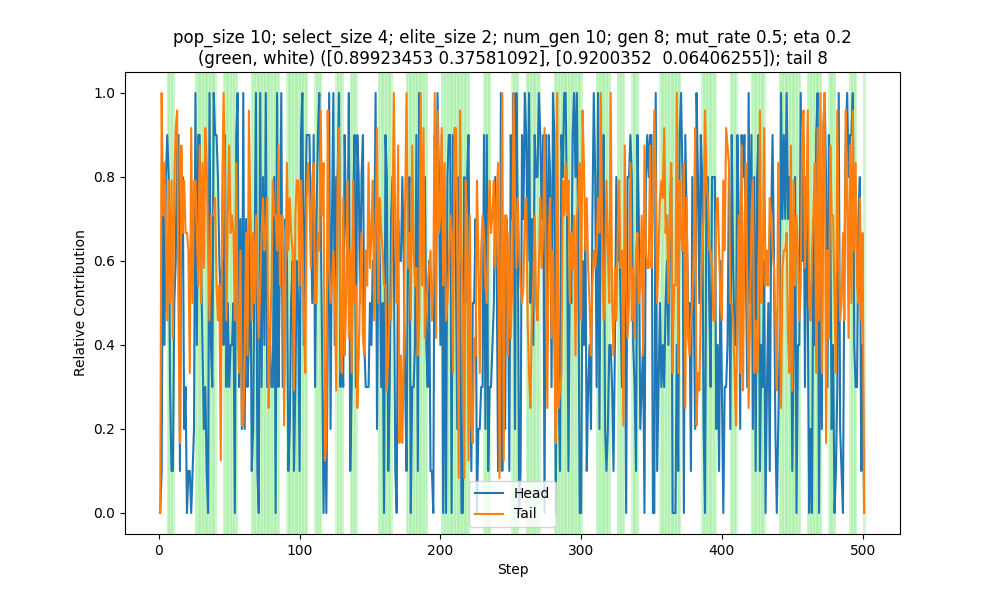 pop_size 10; select_size 4; elite_size 2; num_gen 10; gen 8; mut_rate 0.5; eta 0.2
(green, white) ([0.89923453 0.37581092], [0.9200352  0.06406255]); tail 8
1.0
0.8
0.6
0.4
0.2
0.0
Relative Contribution
Head
Tail
0 100 200 300 400 500
Step